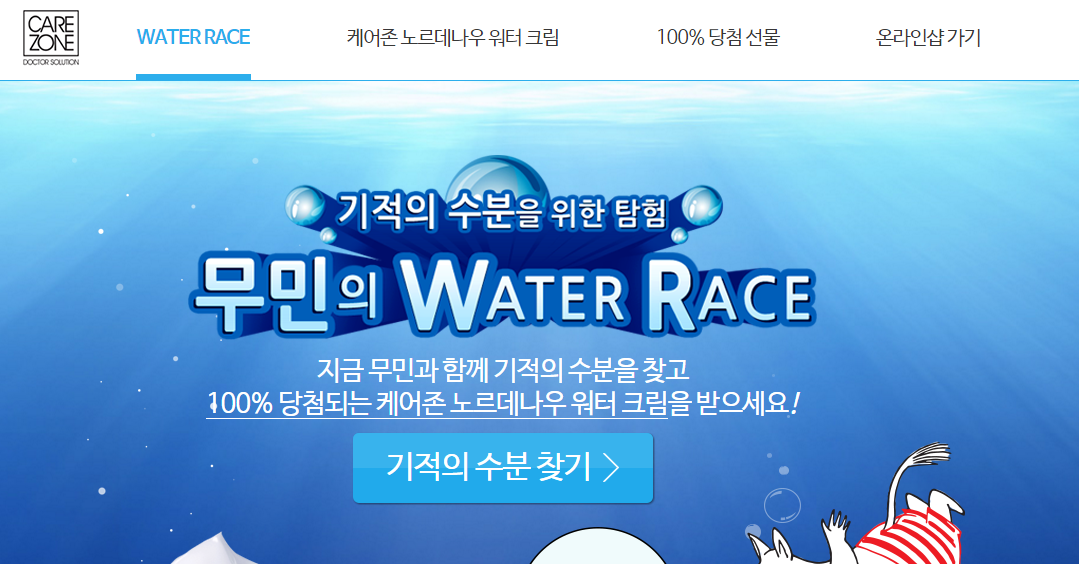 CARE
ZONE
DOCTOR SOLUTION
WATER RACE
케어존 노르데나우 워터 크림
100% 당첨 선물
온라인샵 가기
기적의 수분을 위한 탐험
무민의 WATER RACE
지금 무민과 함께 기적의 수분을 찾고
100% 당첨되는 케어존 노르데나우 워터 크림을 받으세요!
기적의 수분 찾기